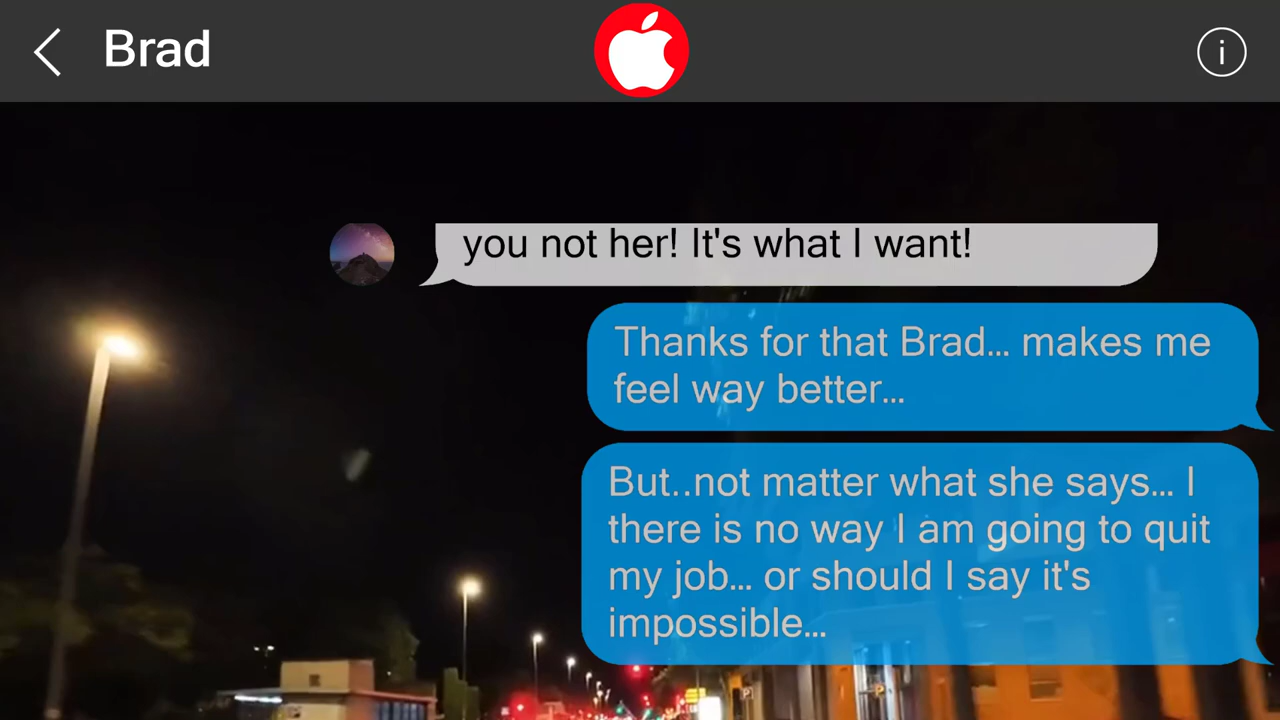 Brad
i
you not her! It's what I want!
Thanks for that Brad... makes me
feel way better...
But..not matter what she says... I
there is no way I am going to quit
my job... or should I say it's
impossible...
P
P